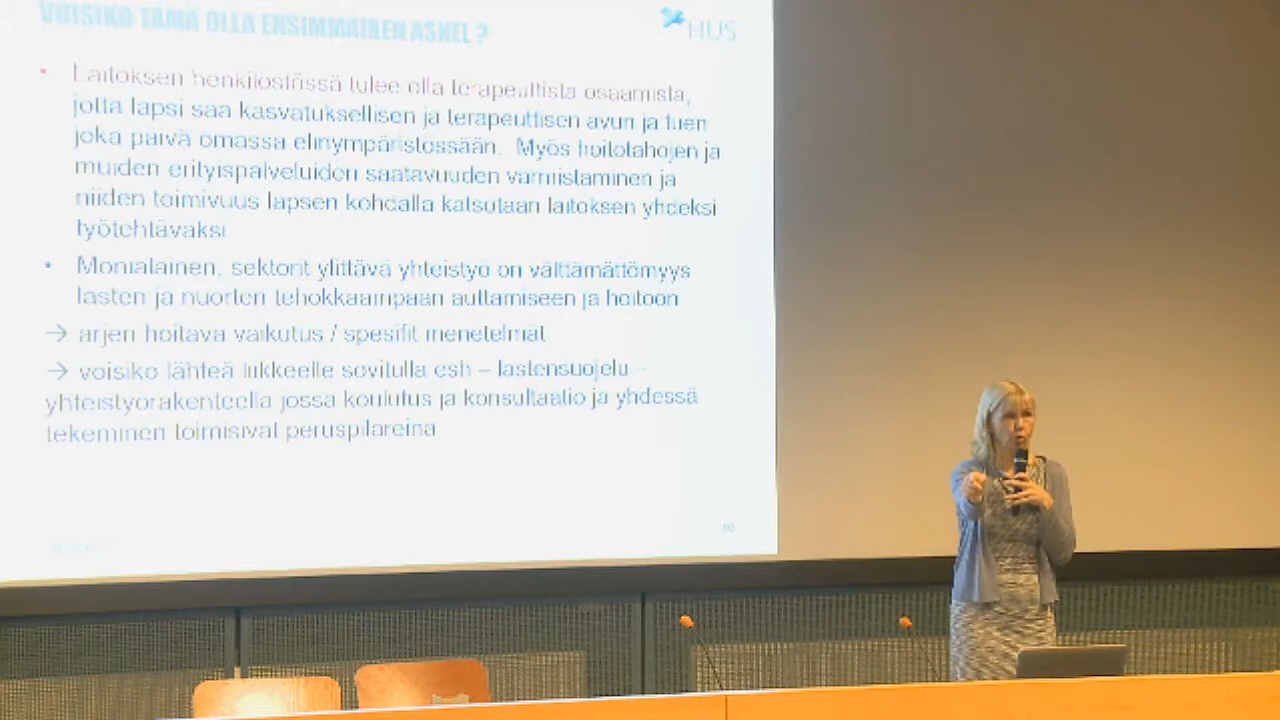 VOISIKO TÄMÄ OLLA ENSIMMÄINEN ASKEL ?
HUS
• Laitoksen henkilöstössä tulee olla terapeuttista osaamista,
jotta lapsi saa kasvatuksellisen ja terapeuttisen avun ja tuen
joka päivä omassa elinympäristössään. Myös hoitotahojen ja
muiden erityispalveluiden saatavuuden varmistaminen ja
niiden toimivuus lapsen kohdalla katsotaan laitoksen yhdeksi
työtehtäväksi
• Monialainen, sektorit ylittävä yhteistyö on välttämättömyys
lasten ja nuorten tehokkaampaan auttamiseen ja hoitoon
→ arjen hoitava vaikutus / spesifit menetelmät
→ voisiko lähteä liikkeelle sovitulla esh – lastensuojelu -
yhteistyörakenteella jossa koulutus ja konsultaatio ja yhdessä
tekeminen toimisivat peruspilareina